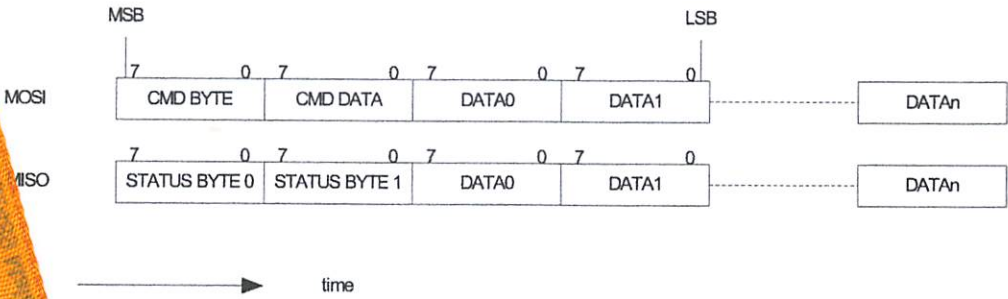 MSB LSB
7 0 7 0 7 0 7 0
MOSI CMD BYTE CMD DATA DATA0 DATA1 DATAn
7 0 7 0 7 0 7 0
STATUS BYTE 0 STATUS BYTE 1 DATA0 DATA1 DATAn
time